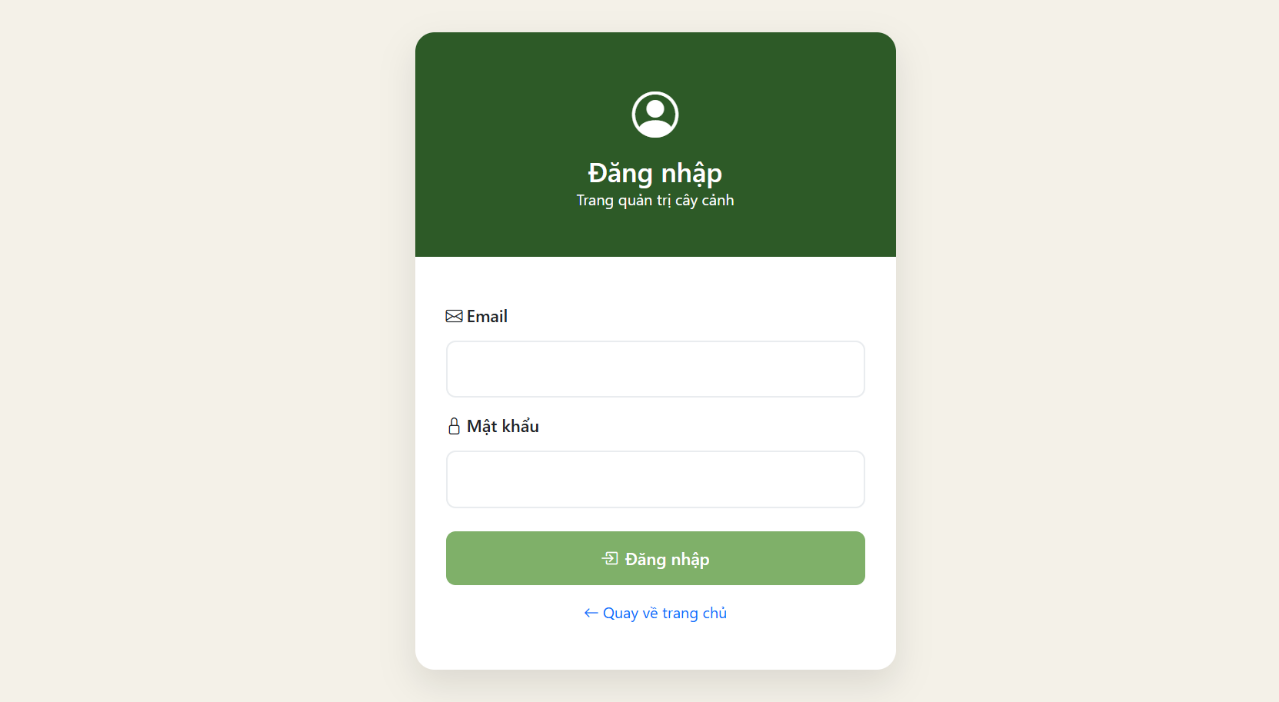 Đăng nhập
Trang quản trị cây cảnh
Email
Mật khẩu
Đăng nhập
← Quay về trang chủ